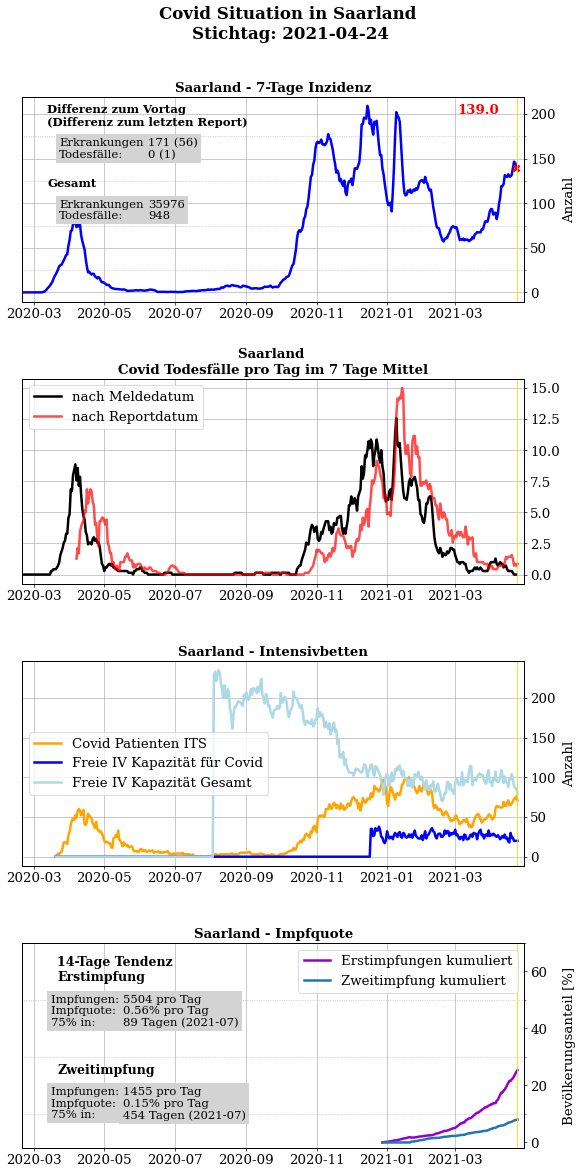 Covid Situation in Saarland
Stichtag: 2021-04-24
Saarland - 7-Tage Inzidenz
Differenz zum Vortag
(Differenz zum letzten Report)
Erkrankungen 171 (56)
Todesfälle: 0 (1)
Gesamt
Erkrankungen 35976
Todesfälle: 948
139.0
200
150
100
50
0
Anzahl
2020-03 2020-05 2020-07 2020-09 2020-11 2021-01 2021-03
Saarland
Covid Todesfälle pro Tag im 7 Tage Mittel
nach Meldedatum
nach Reportdatum
15.0
12.5
10.0
7.5
5.0
2.5
0.0
2020-03 2020-05 2020-07 2020-09 2020-11 2021-01 2021-03
Saarland - Intensivbetten
Covid Patienten ITS
Freie IV Kapazität für Covid
Freie IV Kapazität Gesamt
200
150
100
50
0
Anzahl
2020-03 2020-05 2020-07 2020-09 2020-11 2021-01 2021-03
Saarland - Impfquote
14-Tage Tendenz
Erstimpfung
Impfungen: 5504 pro Tag
Impfquote: 0.56% pro Tag
75% in: 89 Tagen (2021-07)
Zweitimpfung
Impfungen: 1455 pro Tag
Impfquote: 0.15% pro Tag
75% in: 454 Tagen (2021-07)
Erstimpfungen kumuliert
Zweitimpfung kumuliert
60
40
20
0
Bevölkerungsanteil [%]
2020-03 2020-05 2020-07 2020-09 2020-11 2021-01 2021-03